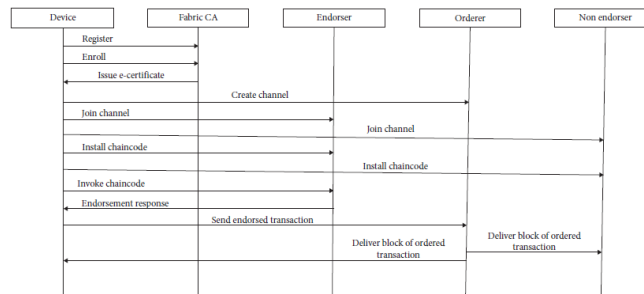 Device
Fabric CA
Endorser
Orderer
Non endorser
Register
Enroll
Issue e-certificate
Create channel
Join channel
Join channel
Install chaincode
Install chaincode
Invoke chaincode
Endorsement response
Send endorsed transaction
Deliver block of ordered
transaction
Deliver block of ordered
transaction